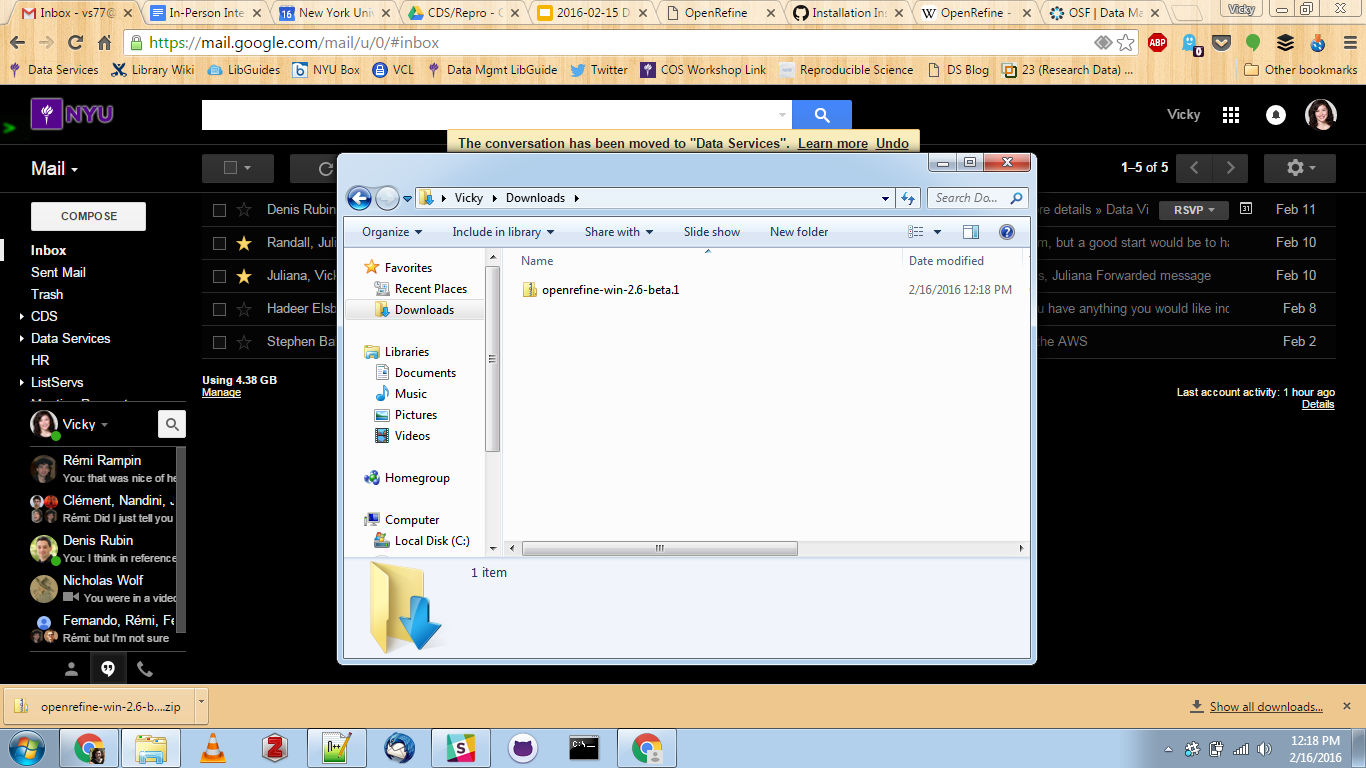 Inbox - vs77@
In-Person Inte
New York Uni
CDS/Repro - G
2016-02-15 D
OpenRefine
Installation In
OpenRefine -
OSF | Data Ma
Vicky
https://mail.google.com/mail/u/0/#inbox
ABP
0
Data Services
Library Wiki
LibGuides
NYU Box
VCL
Data Mgmt LibGuide
Twitter
COS Workshop Link
Reproducible Science
DS Blog
23 (Research Data) ...
Other bookmarks
NYU
Vicky
The conversation has been moved to "Data Services". Learn more Undo
Mail
1–5 of 5
COMPOSE
Inbox
Sent Mail
Trash
CDS
Data Services
HR
ListServs
Denis Rubin
re details » Data Vi
RSVP
31
Feb 11
Randall, Juli
m, but a good start would be to ha
Feb 10
Juliana, Vick
s, Juliana Forwarded message
Feb 10
Hadeer Elsb
ou have anything you would like inc
Feb 8
Stephen Ba
the AWS
Feb 2
Using 4.38 GB
Manage
Last account activity: 1 hour ago
Details
Vicky
Rémi Rampin
You: that was nice of he
Clément, Nandini, J
Rémi: Did I just tell you
Denis Rubin
You: I think in reference
Nicholas Wolf
You were in a video
Fernando, Rémi, Fe
Rémi: but I'm not sure
Vicky
Downloads
Search Do...
Organize
Include in library
Share with
Slide show
New folder
Name
Date modified
openrefine-win-2.6-beta.1
2/16/2016 12:18 PM
Favorites
Recent Places
Downloads
Libraries
Documents
Music
Pictures
Videos
Homegroup
Computer
Local Disk (C:)
1 item
openrefine-win-2.6-b....zip
Show all downloads...
12:18 PM
2/16/2016